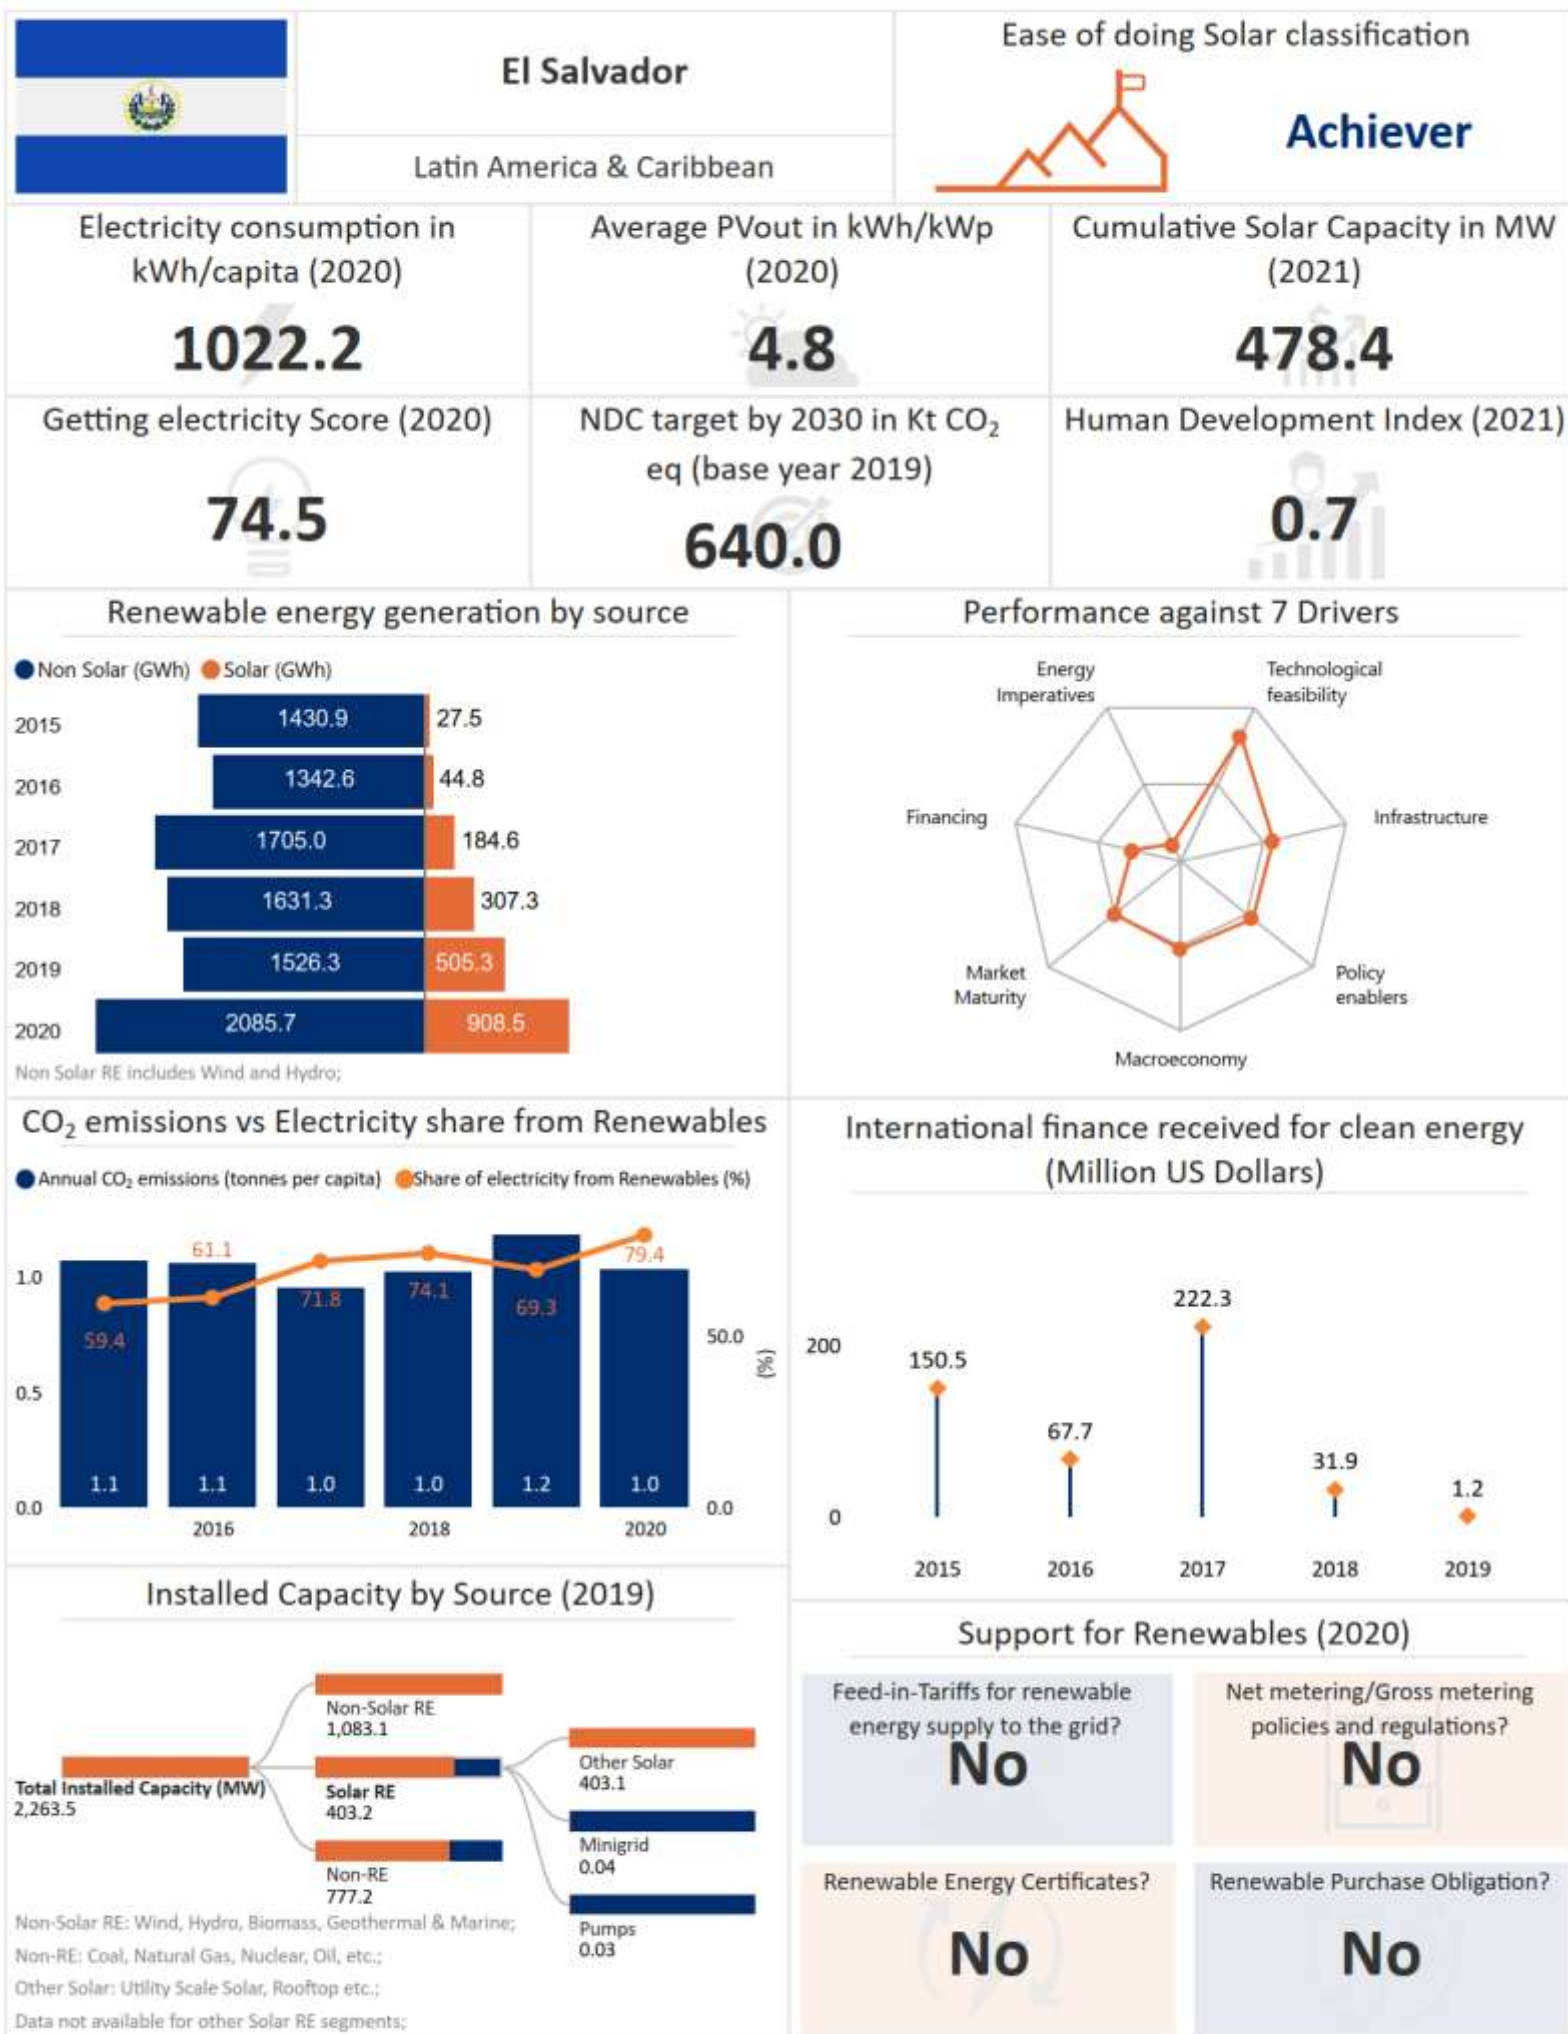 El Salvador
Latin America & Caribbean
Ease of doing Solar classification
Achiever
Electricity consumption in
kWh/capita (2020)
1022.2
Average PVout in kWh/kWp
(2020)
4.8
Cumulative Solar Capacity in MW
(2021)
478.4
Getting electricity Score (2020)
74.5
NDC target by 2030 in Kt CO₂
eq (base year 2019)
640.0
Human Development Index (2021)
0.7
Renewable energy generation by source
Non Solar (GWh) Solar (GWh)
2015 1430.9 27.5
2016 1342.6 44.8
2017 1705.0 184.6
2018 1631.3 307.3
2019 1526.3 505.3
2020 2085.7 908.5
Non Solar RE includes Wind and Hydro;
Performance against 7 Drivers
Energy
Imperatives
Technological
feasibility
Financing
Infrastructure
Market
Maturity
Policy
enablers
Macroeconomy
CO₂ emissions vs Electricity share from Renewables
Annual CO₂ emissions (tonnes per capita) Share of electricity from Renewables (%)
1.0
0.5
0.0
59.4
61.1
71.8
74.1
69.3
79.4
1.1 1.1 1.0 1.0 1.2 1.0
50.0
0.0
(%)
2016 2018 2020
International finance received for clean energy
(Million US Dollars)
200
0
150.5
67.7
222.3
31.9
1.2
2015 2016 2017 2018 2019
Installed Capacity by Source (2019)
Total Installed Capacity (MW)
2,263.5
Non-Solar RE
1,083.1
Solar RE
403.2
Non-RE
777.2
Other Solar
403.1
Minigrid
0.04
Pumps
0.03
Non-Solar RE: Wind, Hydro, Biomass, Geothermal & Marine;
Non-RE: Coal, Natural Gas, Nuclear, Oil, etc.;
Other Solar: Utility Scale Solar, Rooftop etc.;
Data not available for other Solar RE segments;
Support for Renewables (2020)
Feed-in-Tariffs for renewable
energy supply to the grid?
No
Net metering/Gross metering
policies and regulations?
No
Renewable Energy Certificates?
No
Renewable Purchase Obligation?
No